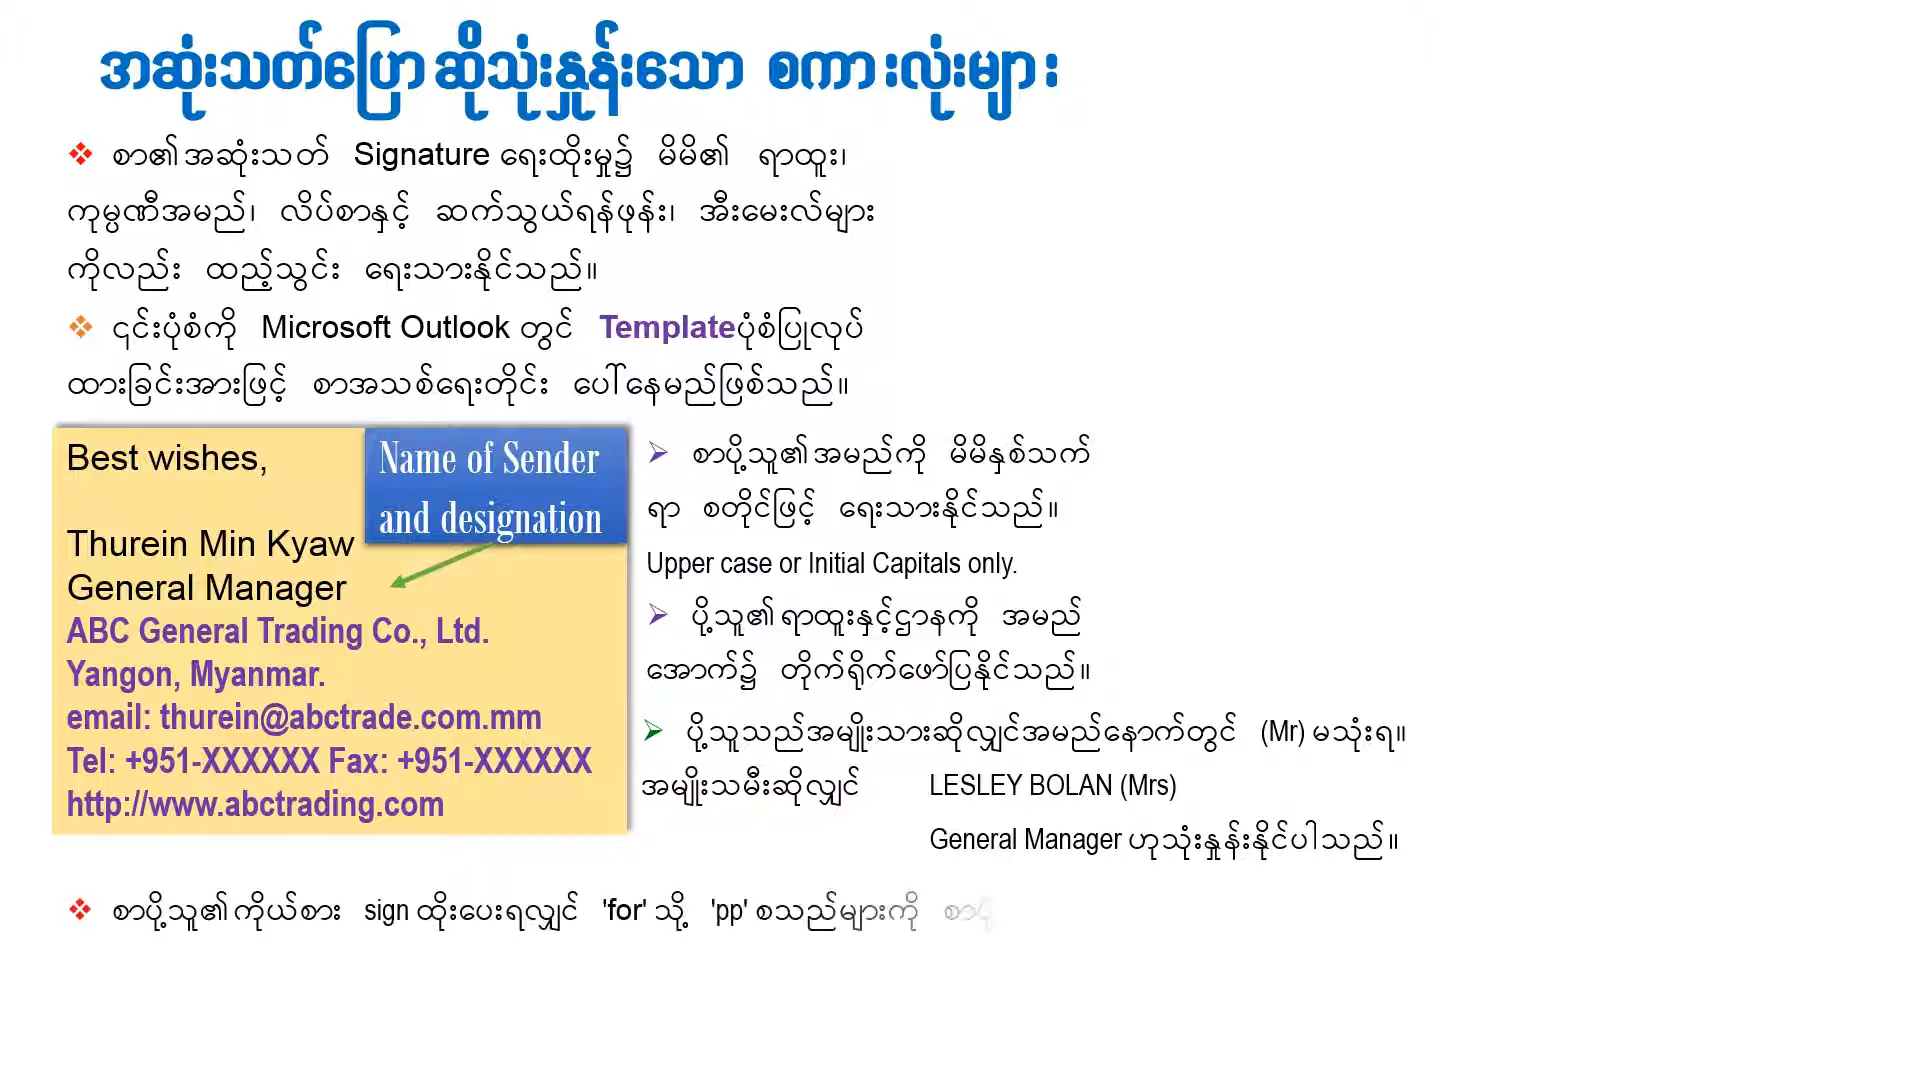 အဆုံးသတ်ပြောဆိုသုံးနှုန်းသော စကားလုံးများ
❖ စာ၏အဆုံးသတ် Signature ရေးထိုးမှု၌ မိမိ၏ ရာထူး၊
ကုမ္ပဏီအမည်၊ လိပ်စာနှင့် ဆက်သွယ်ရန်ဖုန်း၊ အီးမေးလ်များ
ကိုလည်း ထည့်သွင်း ရေးသားနိုင်သည်။
❖ ၎င်းပုံစံကို Microsoft Outlook တွင် Templateပုံစံပြုလုပ်
ထားခြင်းအားဖြင့် စာအသစ်ရေးတိုင်း ပေါ်နေမည်ဖြစ်သည်။
Best wishes,
Name of Sender
and designation
Thurein Min Kyaw
General Manager
ABC General Trading Co., Ltd.
Yangon, Myanmar.
email: thurein@abctrade.com.mm
Tel: +951-XXXXXX Fax: +951-XXXXXX
http://www.abctrading.com
➢ စာပို့သူ၏အမည်ကို မိမိနှစ်သက်
ရာ စတိုင်ဖြင့် ရေးသားနိုင်သည်။
Upper case or Initial Capitals only.
➢ ပို့သူ၏ရာထူးနှင့်ဌာနကို အမည်
အောက်၌ တိုက်ရိုက်ဖော်ပြနိုင်သည်။
➢ ပို့သူသည်အမျိုးသားဆိုလျှင်အမည်နောက်တွင် (Mr) မသုံးရ။
အမျိုးသမီးဆိုလျှင် LESLEY BOLAN (Mrs)
General Manager ဟုသုံးနှုန်းနိုင်ပါသည်။
❖ စာပို့သူ၏ကိုယ်စား sign ထိုးပေးရလျှင် 'for' သို့ 'pp' စသည်များကို